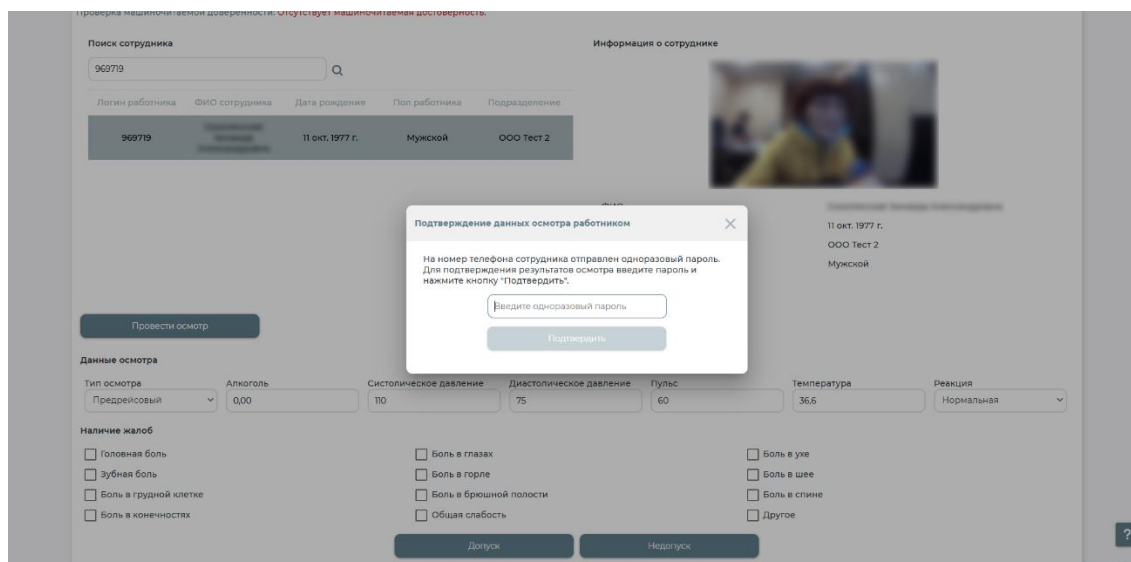 Проверка машиночитаемой доверенности: Отсутствует машиночитаемая достоверность.
Поиск сотрудника
Информация о сотруднике
969719
Логин работника ФИО сотрудника Дата рождения Пол работника Подразделение
969719 11 окт. 1977 г. Мужской ООО Тест 2
ФИО
11 окт. 1977 г.
ООО Тест 2
Мужской
Подтверждение данных осмотра работником
На номер телефона сотрудника отправлен одноразовый пароль.
Для подтверждения результатов осмотра введите пароль и
нажмите кнопку "Подтвердить".
Введите одноразовый пароль
Подтвердить
Провести осмотр
Данные осмотра
Тип осмотра Алкоголь Систолическое давление Диастолическое давление Пульс Температура Реакция
Предрейсовый 0,00 110 75 60 36,6 Нормальная
Наличие жалоб
Головная боль Боль в глазах Боль в ухе
Зубная боль Боль в горле Боль в шее
Боль в грудной клетке Боль в брюшной полости Боль в спине
Боль в конечностях Общая слабость Другое
Допуск Недопуск
?